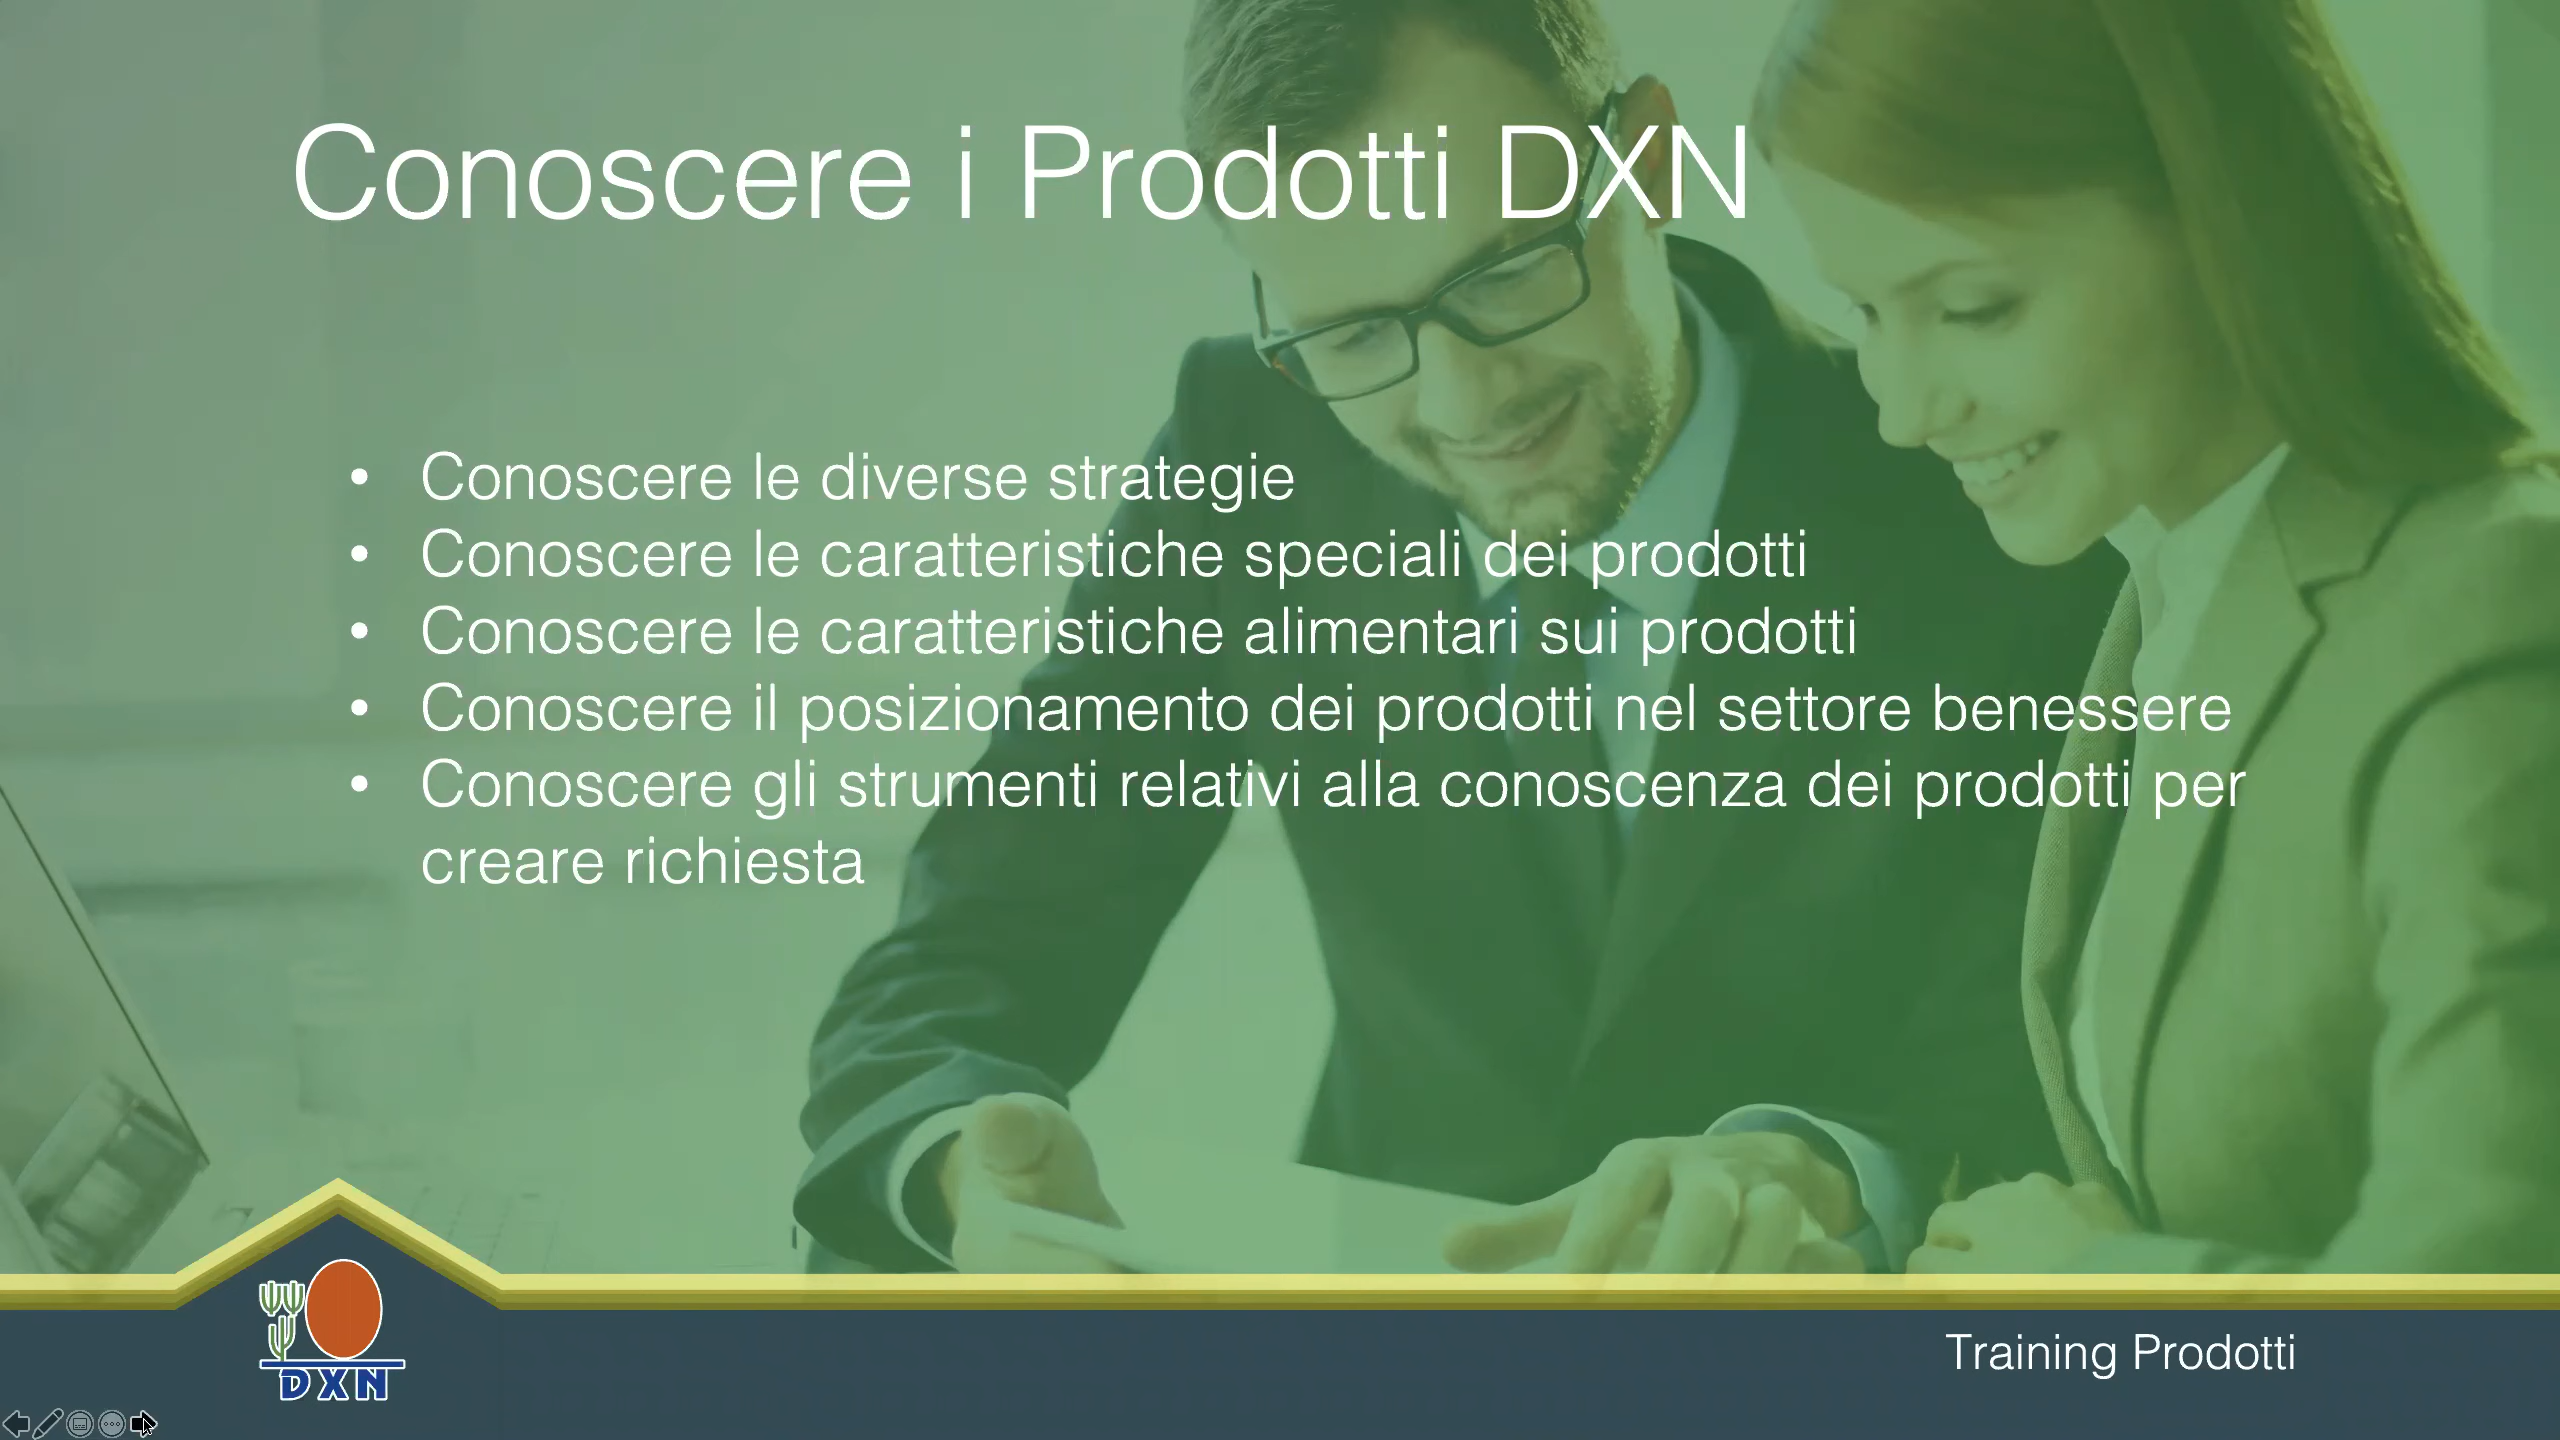 Conoscere i Prodotti DXN
• Conoscere le diverse strategie
• Conoscere le caratteristiche speciali dei prodotti
• Conoscere le caratteristiche alimentari sui prodotti
• Conoscere il posizionamento dei prodotti nel settore benessere
• Conoscere gli strumenti relativi alla conoscenza dei prodotti per
creare richiesta
DXN
Training Prodotti